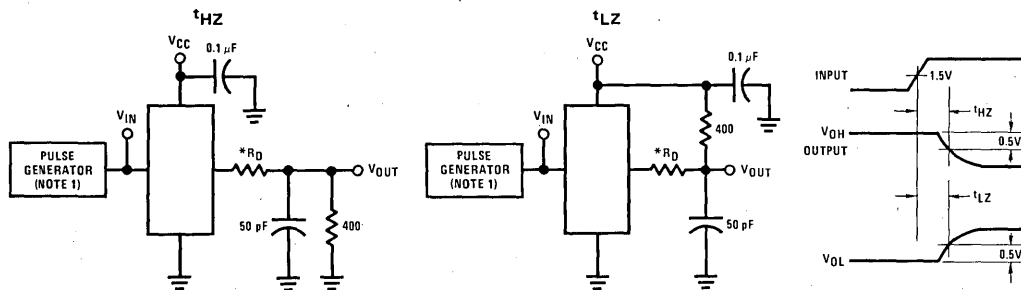 tHZ
VCC
0.1 μF
VIN
PULSE
GENERATOR
(NOTE 1)
*RD
VOUT
50 pF
400
tLZ
VCC
0.1 μF
400
VIN
PULSE
GENERATOR
(NOTE 1)
*RD
VOUT
50 pF
INPUT
1.5V
tHZ
VOH
OUTPUT
0.5V
tLZ
VOL
0.5V